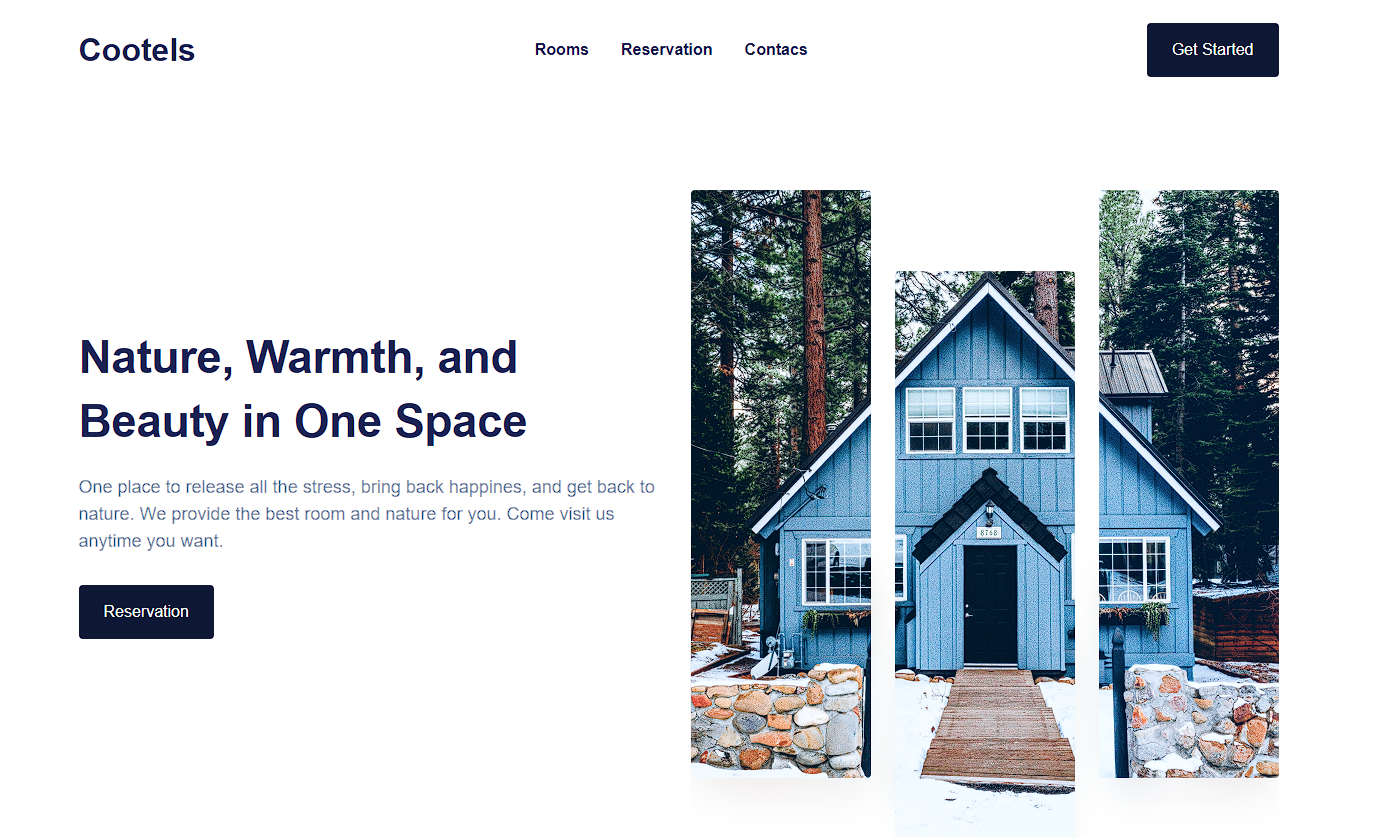 Cootels
Rooms
Reservation
Contacs
Get Started
Nature, Warmth, and
Beauty in One Space
One place to release all the stress, bring back happines, and get back to
nature. We provide the best room and nature for you. Come visit us
anytime you want.
Reservation
8768